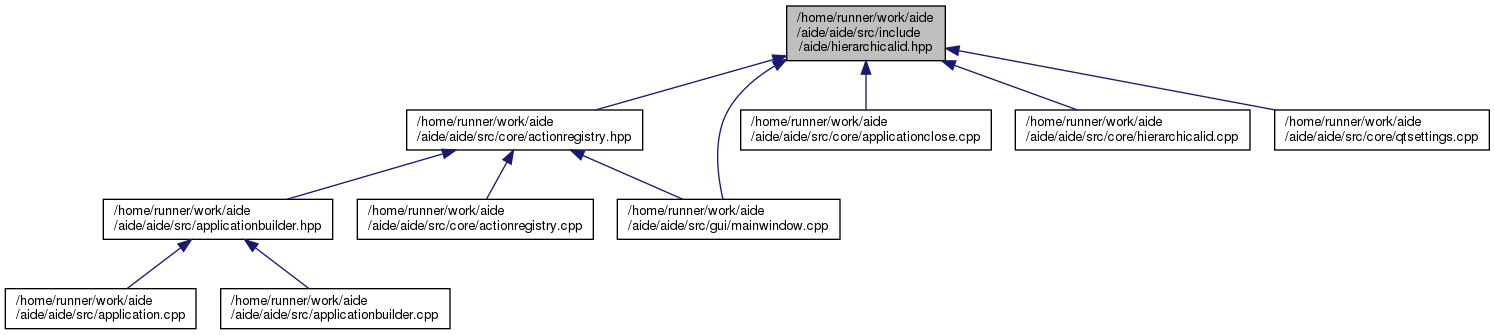 /home/runner/work/aide
/aide/aide/src/include
/aide/hierarchicalid.hpp
/home/runner/work/aide
/aide/aide/src/core/actionregistry.hpp
/home/runner/work/aide
/aide/aide/src/core/applicationclose.cpp
/home/runner/work/aide
/aide/aide/src/core/hierarchicalid.cpp
/home/runner/work/aide
/aide/aide/src/core/qtsettings.cpp
/home/runner/work/aide
/aide/aide/src/applicationbuilder.hpp
/home/runner/work/aide
/aide/aide/src/core/actionregistry.cpp
/home/runner/work/aide
/aide/aide/src/gui/mainwindow.cpp
/home/runner/work/aide
/aide/aide/src/application.cpp
/home/runner/work/aide
/aide/aide/src/applicationbuilder.cpp